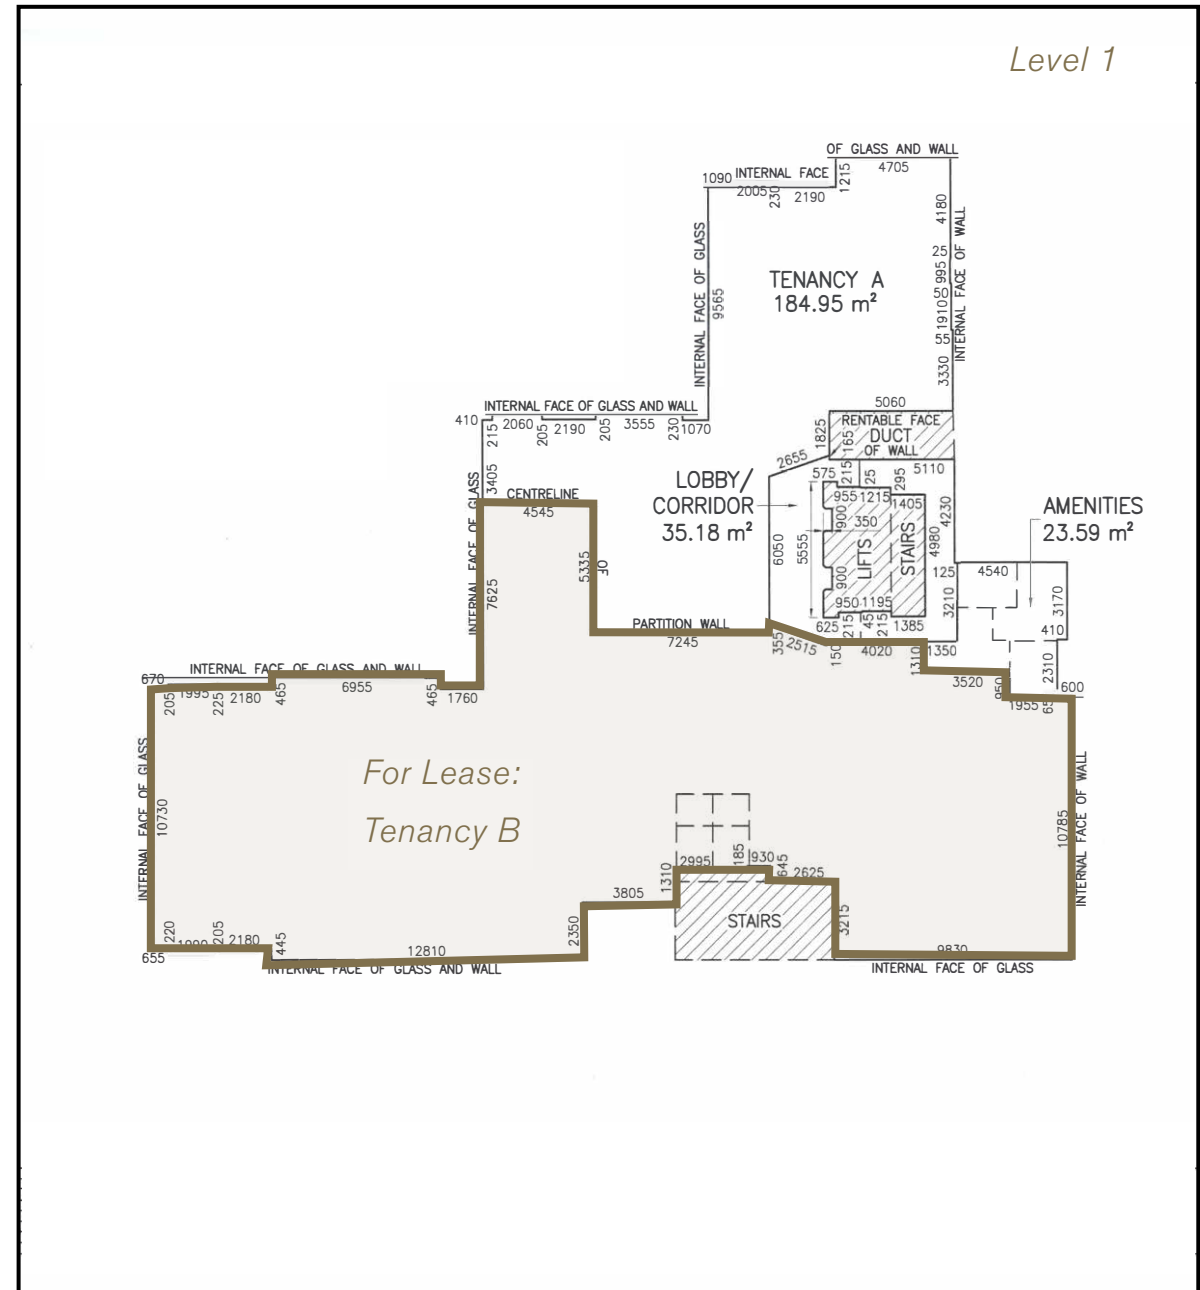 Level 1
OF GLASS AND WALL
4705
1090 INTERNAL FACE
2005 230 2190 1215
INTERNAL FACE OF GLASS
9565
TENANCY A
184.95 m²
4180
25
995
50
1910
55
3330
INTERNAL FACE OF WALL
INTERNAL FACE OF GLASS AND WALL
410 215 2060 205 2190 205 3555 230 1070
3405
5060
RENTABLE FACE
DUCT
OF WALL
1825 165
2655
5110
575 215 25 295
955 1215 1405
LOBBY/
CORRIDOR
35.18 m²
900
350
5555
6050
LIFTS
STAIRS
900
4980
4230
950 1195
625 215 45 215 1385
AMENITIES
23.59 m²
125 4540
3210
3170
410
1350
2310
CENTRELINE
4545
INTERNAL FACE OF GLASS
7625
5335
OF
PARTITION WALL
7245
355 2515 150 4020 1310
3520
950
1955 65 600
INTERNAL FACE OF GLASS AND WALL
670 1995 2180 6955
205 225 465 465 1760
INTERNAL FACE OF GLASS
10730
For Lease:
Tenancy B
10785
INTERNAL FACE OF WALL
2995 185 930 645 2625
1310
3805
STAIRS
3215
2350
220 1990 205 2180 445
655
12810
INTERNAL FACE OF GLASS AND WALL
9830
INTERNAL FACE OF GLASS